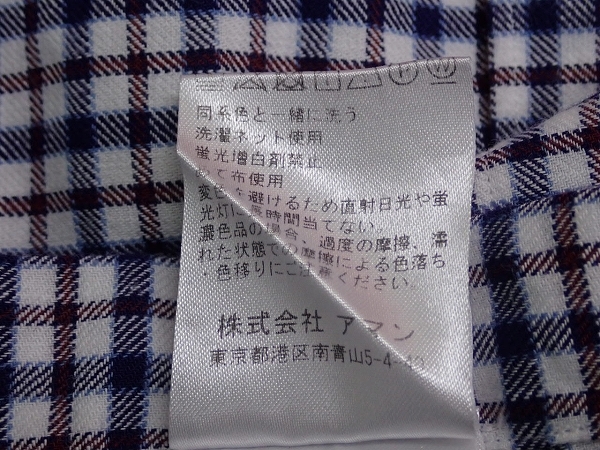 同系色と一緒に洗う
洗濯ネット使用
蛍光増白剤禁止
て布使用
変色を避けるため直射日光や蛍
光灯に長時間当てない
濃色品の場合、過度の摩擦、濡
れた状態での摩擦による色落ち
・色移りにご注意ください
株式会社 アマン
東京都港区南青山5-4-